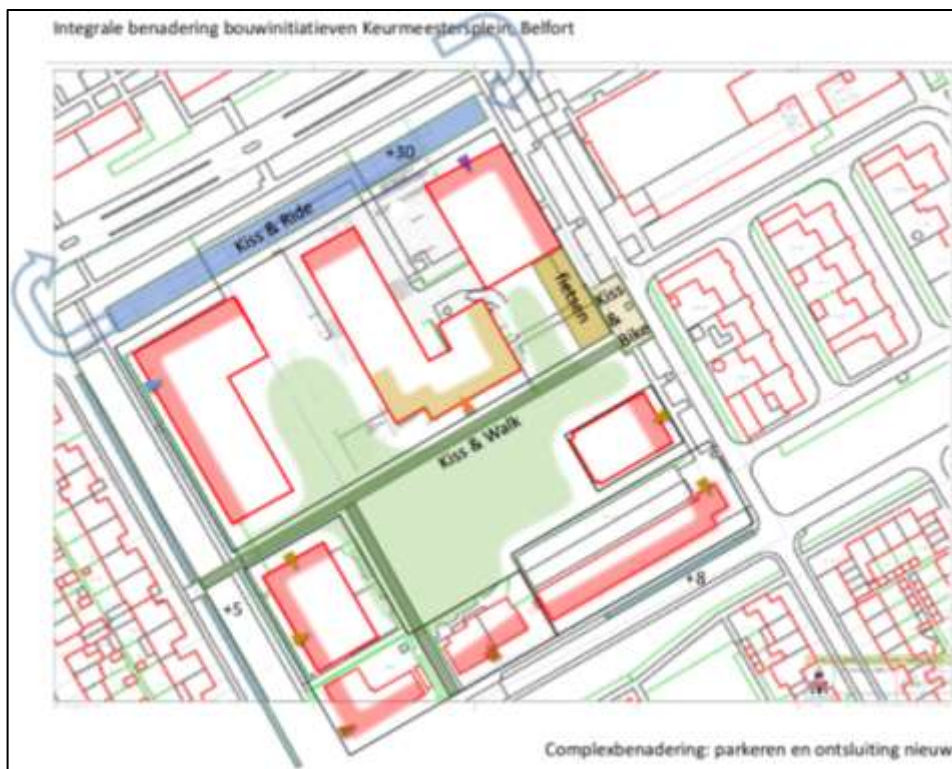 Integrale benadering bouwinitiatieven Keurmeestersplein, Belfort
+30
Kiss & Ride
fietsen
Kiss
&
Bike
Kiss & Walk
+8
+5
Complexbenadering: parkeren en ontsluiting nieuw